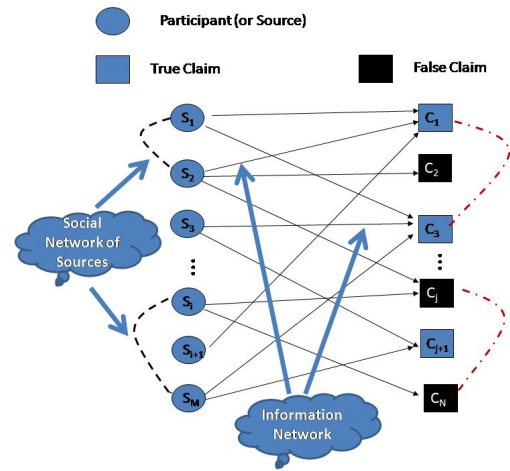 Participant (or Source)
True Claim
False Claim
S1
C1
S2
C2
S3
C3
Social
Network of
Sources
Si
Cj
Si+1
Cj+1
SM
CN
Information
Network